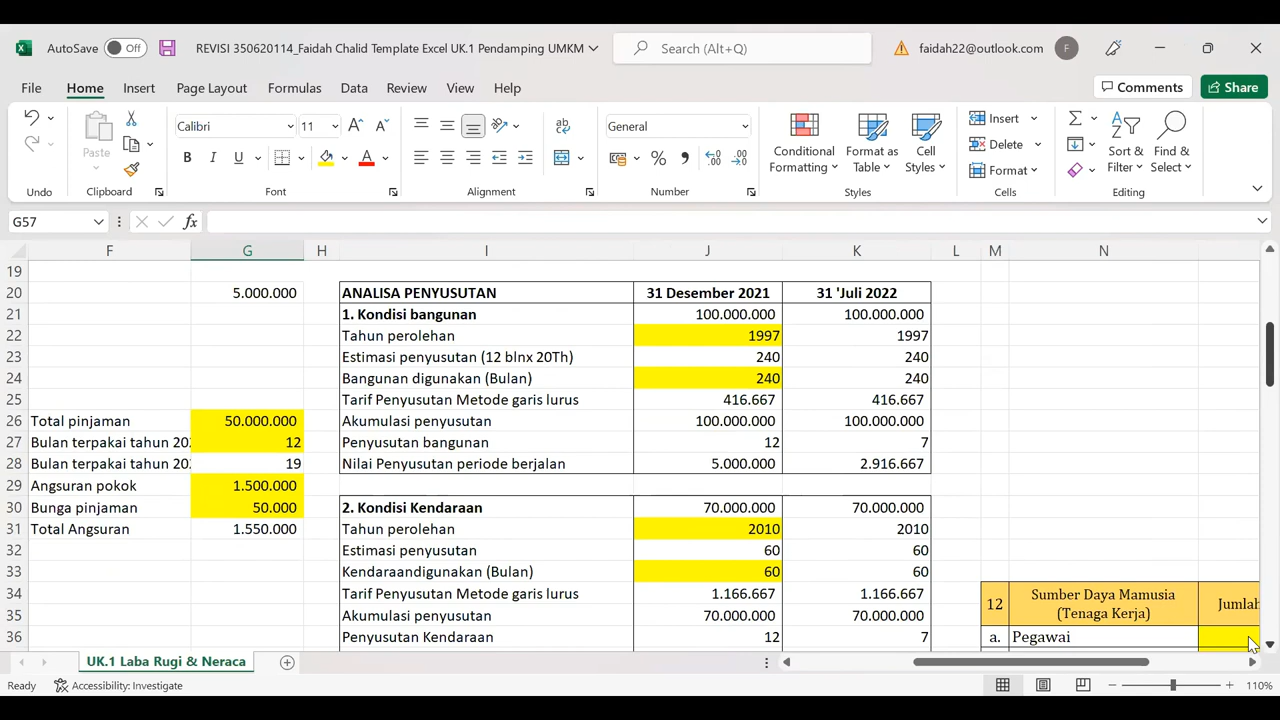 AutoSave Off REVISI 350620114_Faidah Chalid Template Excel UK.1 Pendamping UMKM Search (Alt+Q) faidah22@outlook.com F
File Home Insert Page Layout Formulas Data Review View Help Comments Share
Calibri 11 General
Paste B I U
Conditional Formatting Format as Table Cell Styles
Insert Delete Format
Sort & Filter Find & Select
Undo Clipboard Font Alignment Number Styles Cells Editing
G57 fx
F G H I J K L M N
19
20 5.000.000 ANALISA PENYUSUTAN 31 Desember 2021 31 'Juli 2022
21 1. Kondisi bangunan 100.000.000 100.000.000
22 Tahun perolehan 1997 1997
23 Estimasi penyusutan (12 blnx 20Th) 240 240
24 Bangunan digunakan (Bulan) 240 240
25 Tarif Penyusutan Metode garis lurus 416.667 416.667
26 Total pinjaman 50.000.000 Akumulasi penyusutan 100.000.000 100.000.000
27 Bulan terpakai tahun 20 12 Penyusutan bangunan 12 7
28 Bulan terpakai tahun 20 19 Nilai Penyusutan periode berjalan 5.000.000 2.916.667
29 Angsuran pokok 1.500.000
30 Bunga pinjaman 50.000 2. Kondisi Kendaraan 70.000.000 70.000.000
31 Total Angsuran 1.550.000 Tahun perolehan 2010 2010
32 Estimasi penyusutan 60 60
33 Kendaraandigunakan (Bulan) 60 60
34 Tarif Penyusutan Metode garis lurus 1.166.667 1.166.667 12 Sumber Daya Mamusia (Tenaga Kerja) Jumlah
35 Akumulasi penyusutan 70.000.000 70.000.000
36 Penyusutan Kendaraan 12 7 a. Pegawai
UK.1 Laba Rugi & Neraca
Ready Accessibility: Investigate 110%